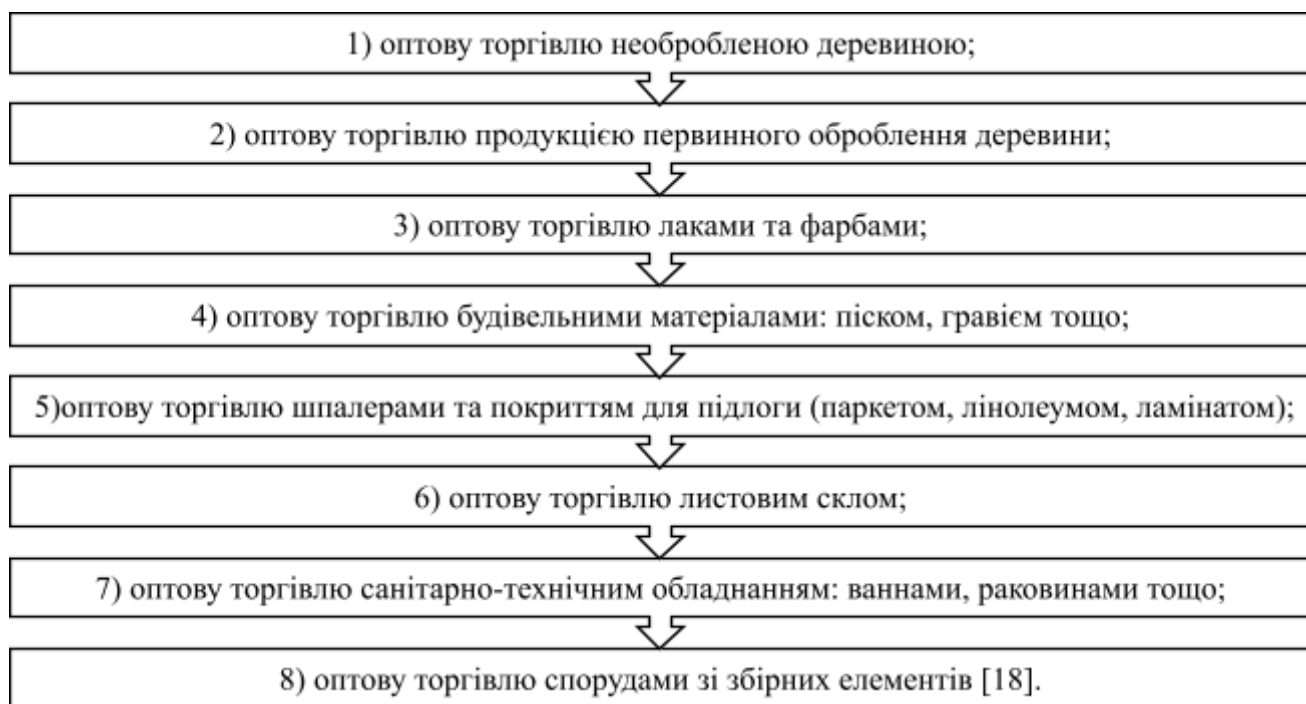 1) оптову торгівлю необробленою деревиною;
2) оптову торгівлю продукцією первинного оброблення деревини;
3) оптову торгівлю лаками та фарбами;
4) оптову торгівлю будівельними матеріалами: піском, гравієм тощо;
5)оптову торгівлю шпалерами та покриттям для підлоги (паркетом, лінолеумом, ламінатом);
6) оптову торгівлю листовим склом;
7) оптову торгівлю санітарно-технічним обладнанням: ваннами, раковинами тощо;
8) оптову торгівлю спорудами зі збірних елементів [18].